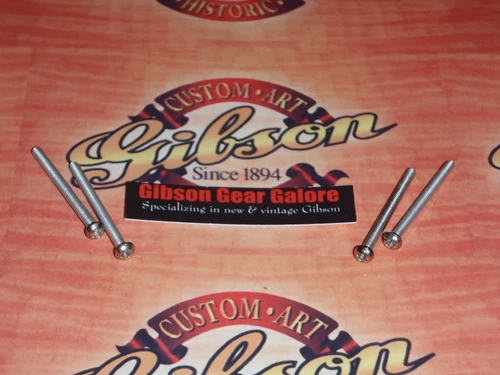 HISTORIC
CUSTOM · ART
Gibson
Since 1894
Gibson Gear Galore
Specializing in new & vintage Gibson
CUSTOM · ART
Gibson